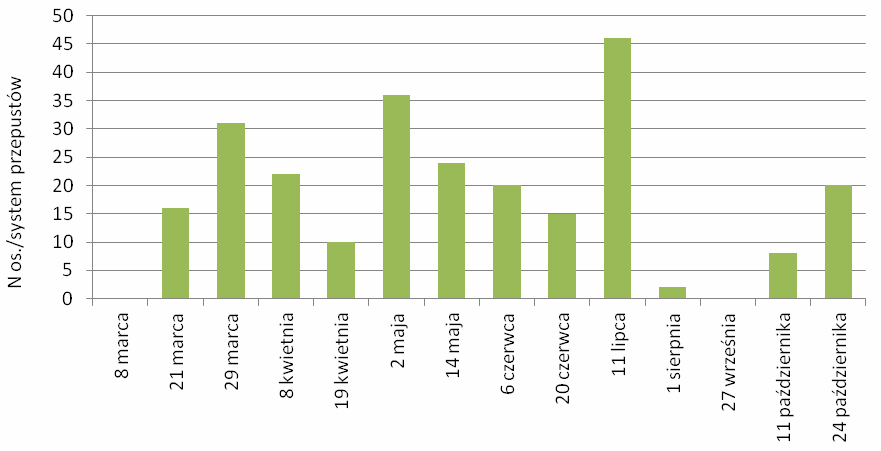 N os./system przepustów
50
45
40
35
30
25
20
15
10
5
0
8 marca
21 marca
29 marca
8 kwietnia
19 kwietnia
2 maja
14 maja
6 czerwca
20 czerwca
11 lipca
1 sierpnia
27 września
11 października
24 października